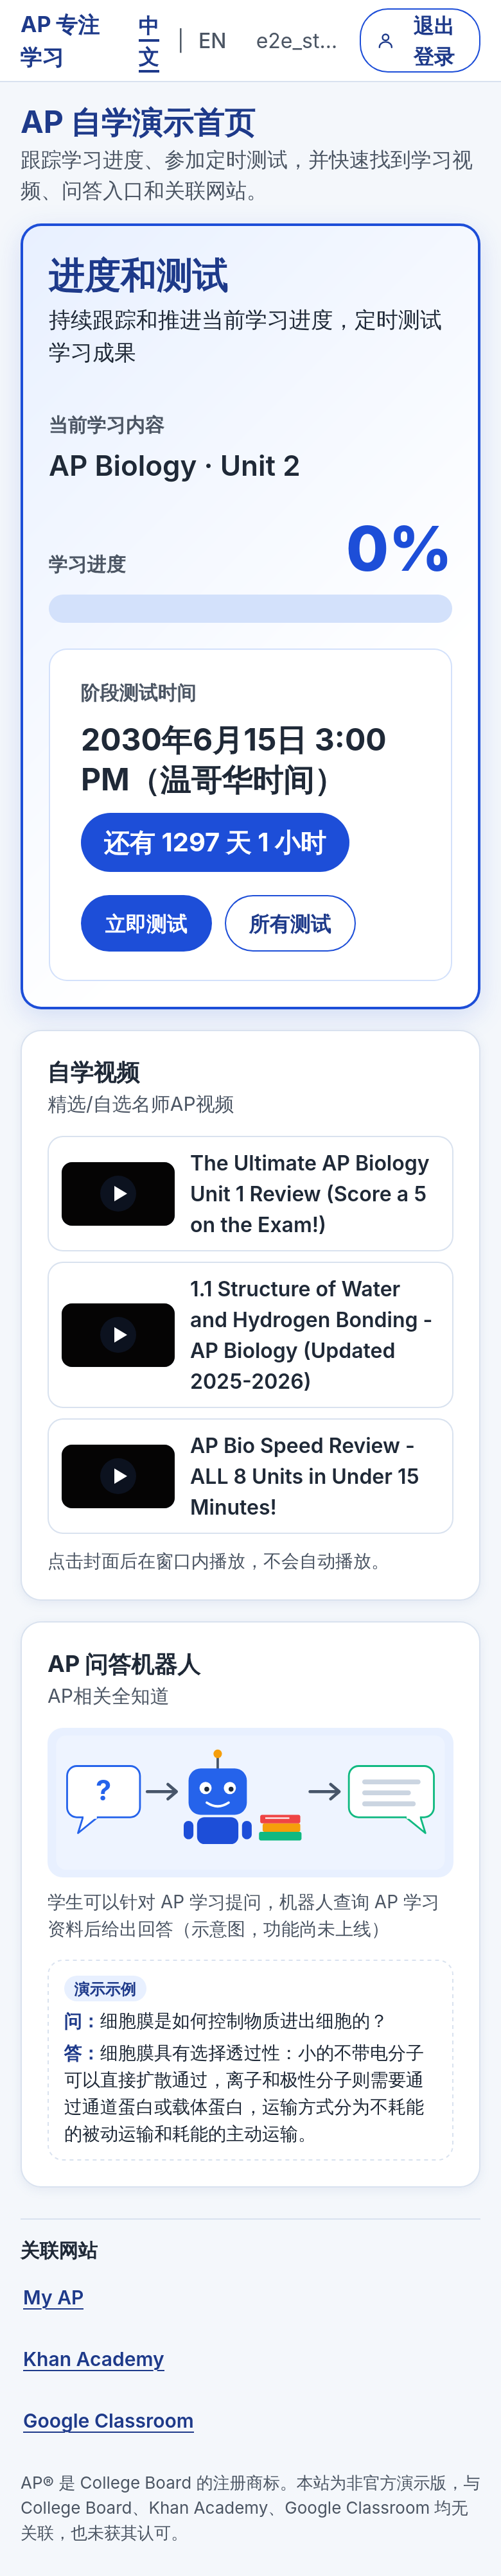 AP 专注
学习
中
文
EN
e2e_st...
退出
登录
AP 自学演示首页
跟踪学习进度、参加定时测试，并快速找到学习视
频、问答入口和关联网站。
进度和测试
持续跟踪和推进当前学习进度，定时测试
学习成果
当前学习内容
AP Biology · Unit 2
学习进度
0%
阶段测试时间
2030年6月15日 3:00
PM（温哥华时间）
还有 1297 天 1 小时
立即测试
所有测试
自学视频
精选/自选名师AP视频
The Ultimate AP Biology
Unit 1 Review (Score a 5
on the Exam!)
1.1 Structure of Water
and Hydrogen Bonding -
AP Biology (Updated
2025-2026)
AP Bio Speed Review -
ALL 8 Units in Under 15
Minutes!
点击封面后在窗口内播放，不会自动播放。
AP 问答机器人
AP相关全知道
?
学生可以针对 AP 学习提问，机器人查询 AP 学习
资料后给出回答（示意图，功能尚未上线）
演示示例
问：细胞膜是如何控制物质进出细胞的？
答：细胞膜具有选择透过性：小的不带电分子
可以直接扩散通过，离子和极性分子则需要通
过通道蛋白或载体蛋白，运输方式分为不耗能
的被动运输和耗能的主动运输。
关联网站
My AP
Khan Academy
Google Classroom
AP® 是 College Board 的注册商标。本站为非官方演示版，与
College Board、Khan Academy、Google Classroom 均无
关联，也未获其认可。